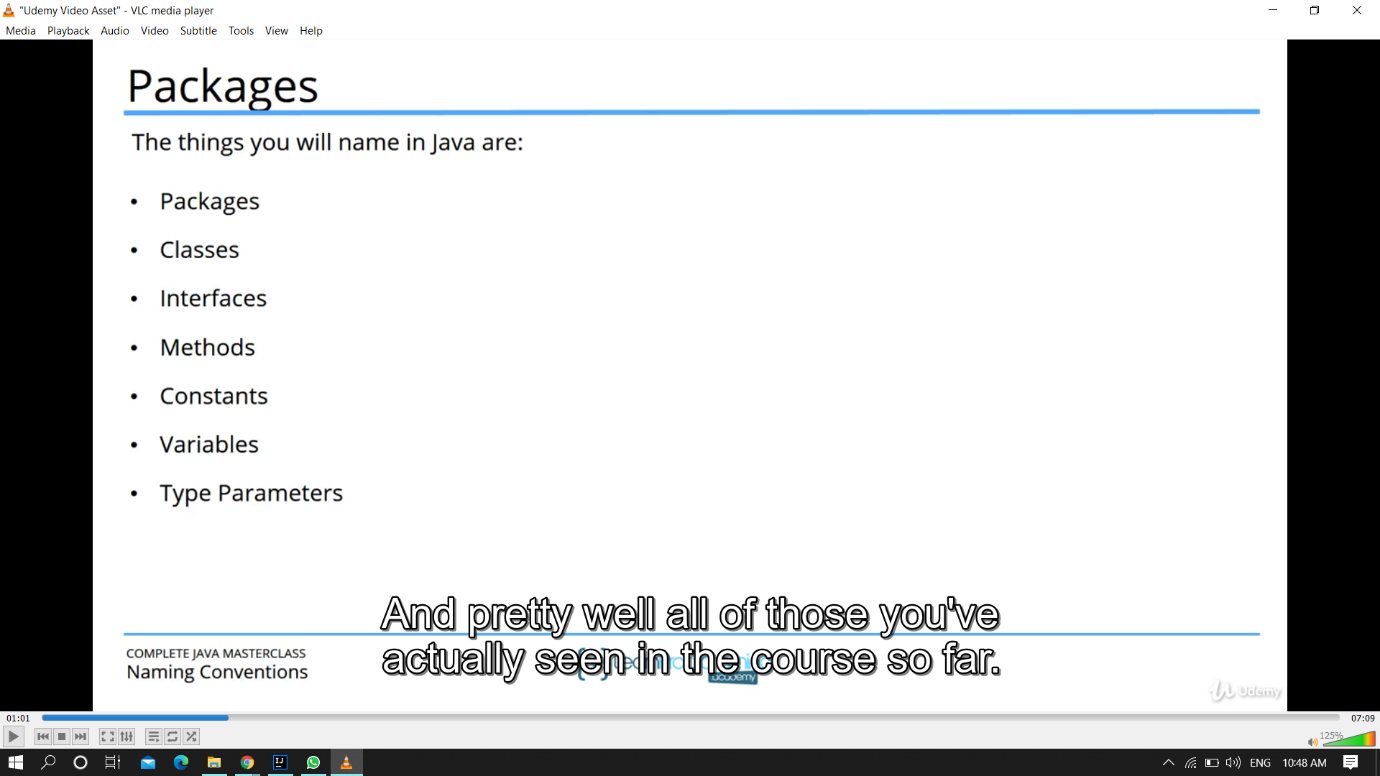 "Udemy Video Asset" - VLC media player
Media Playback Audio Video Subtitle Tools View Help
Packages
The things you will name in Java are:
• Packages
• Classes
• Interfaces
• Methods
• Constants
• Variables
• Type Parameters
And pretty well all of those you've
actually seen in the course so far.
COMPLETE JAVA MASTERCLASS
Naming Conventions
academy
Udemy
01:01
07:09
125%
ENG
10:48 AM